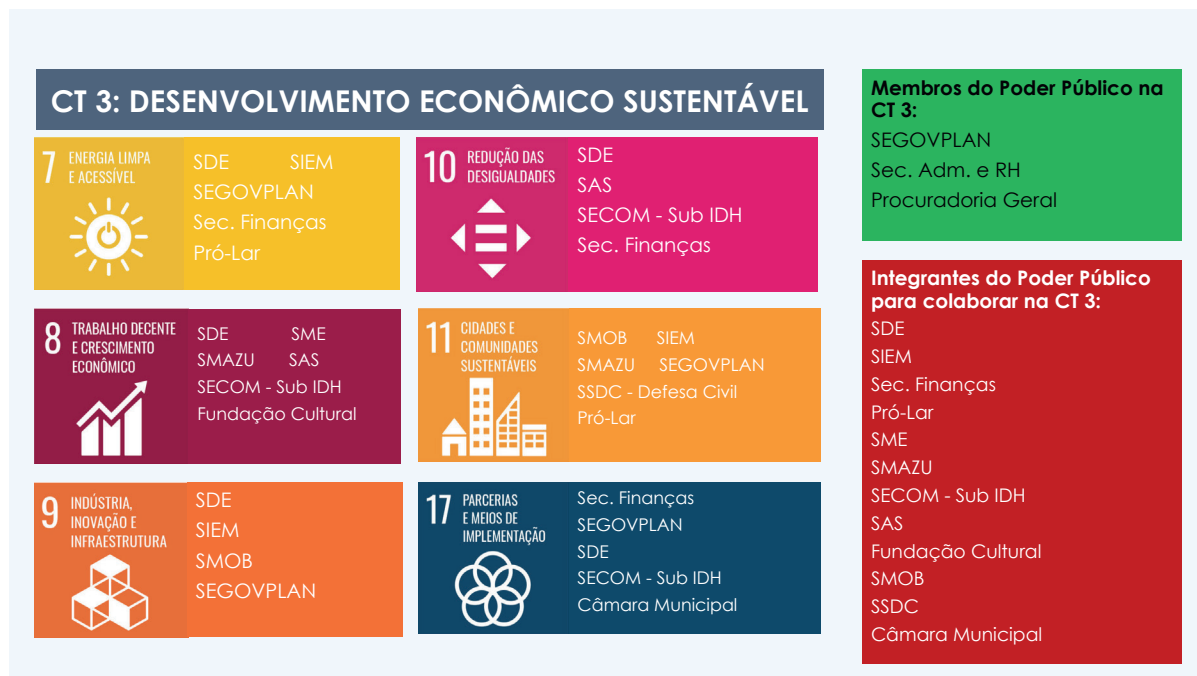 CT 3: DESENVOLVIMENTO ECONÔMICO SUSTENTÁVEL
7 ENERGIA LIMPA
E ACESSÍVEL
SDE SIEM
SEGOVPLAN
Sec. Finanças
Pró-Lar
10 REDUÇÃO DAS
DESIGUALDADES
SDE
SAS
SECOM - Sub IDH
Sec. Finanças
8 TRABALHO DECENTE
E CRESCIMENTO
ECONÔMICO
SDE SME
SMAZU SAS
SECOM - Sub IDH
Fundação Cultural
11 CIDADES E
COMUNIDADES
SUSTENTÁVEIS
SMOB SIEM
SMAZU SEGOVPLAN
SSDC - Defesa Civil
Pró-Lar
9 INDÚSTRIA,
INOVAÇÃO E
INFRAESTRUTURA
SDE
SIEM
SMOB
SEGOVPLAN
17 PARCERIAS
E MEIOS DE
IMPLEMENTAÇÃO
Sec. Finanças
SEGOVPLAN
SDE
SECOM - Sub IDH
Câmara Municipal
Membros do Poder Público na
CT 3:
SEGOVPLAN
Sec. Adm. e RH
Procuradoria Geral
Integrantes do Poder Público
para colaborar na CT 3:
SDE
SIEM
Sec. Finanças
Pró-Lar
SME
SMAZU
SECOM - Sub IDH
SAS
Fundação Cultural
SMOB
SSDC
Câmara Municipal